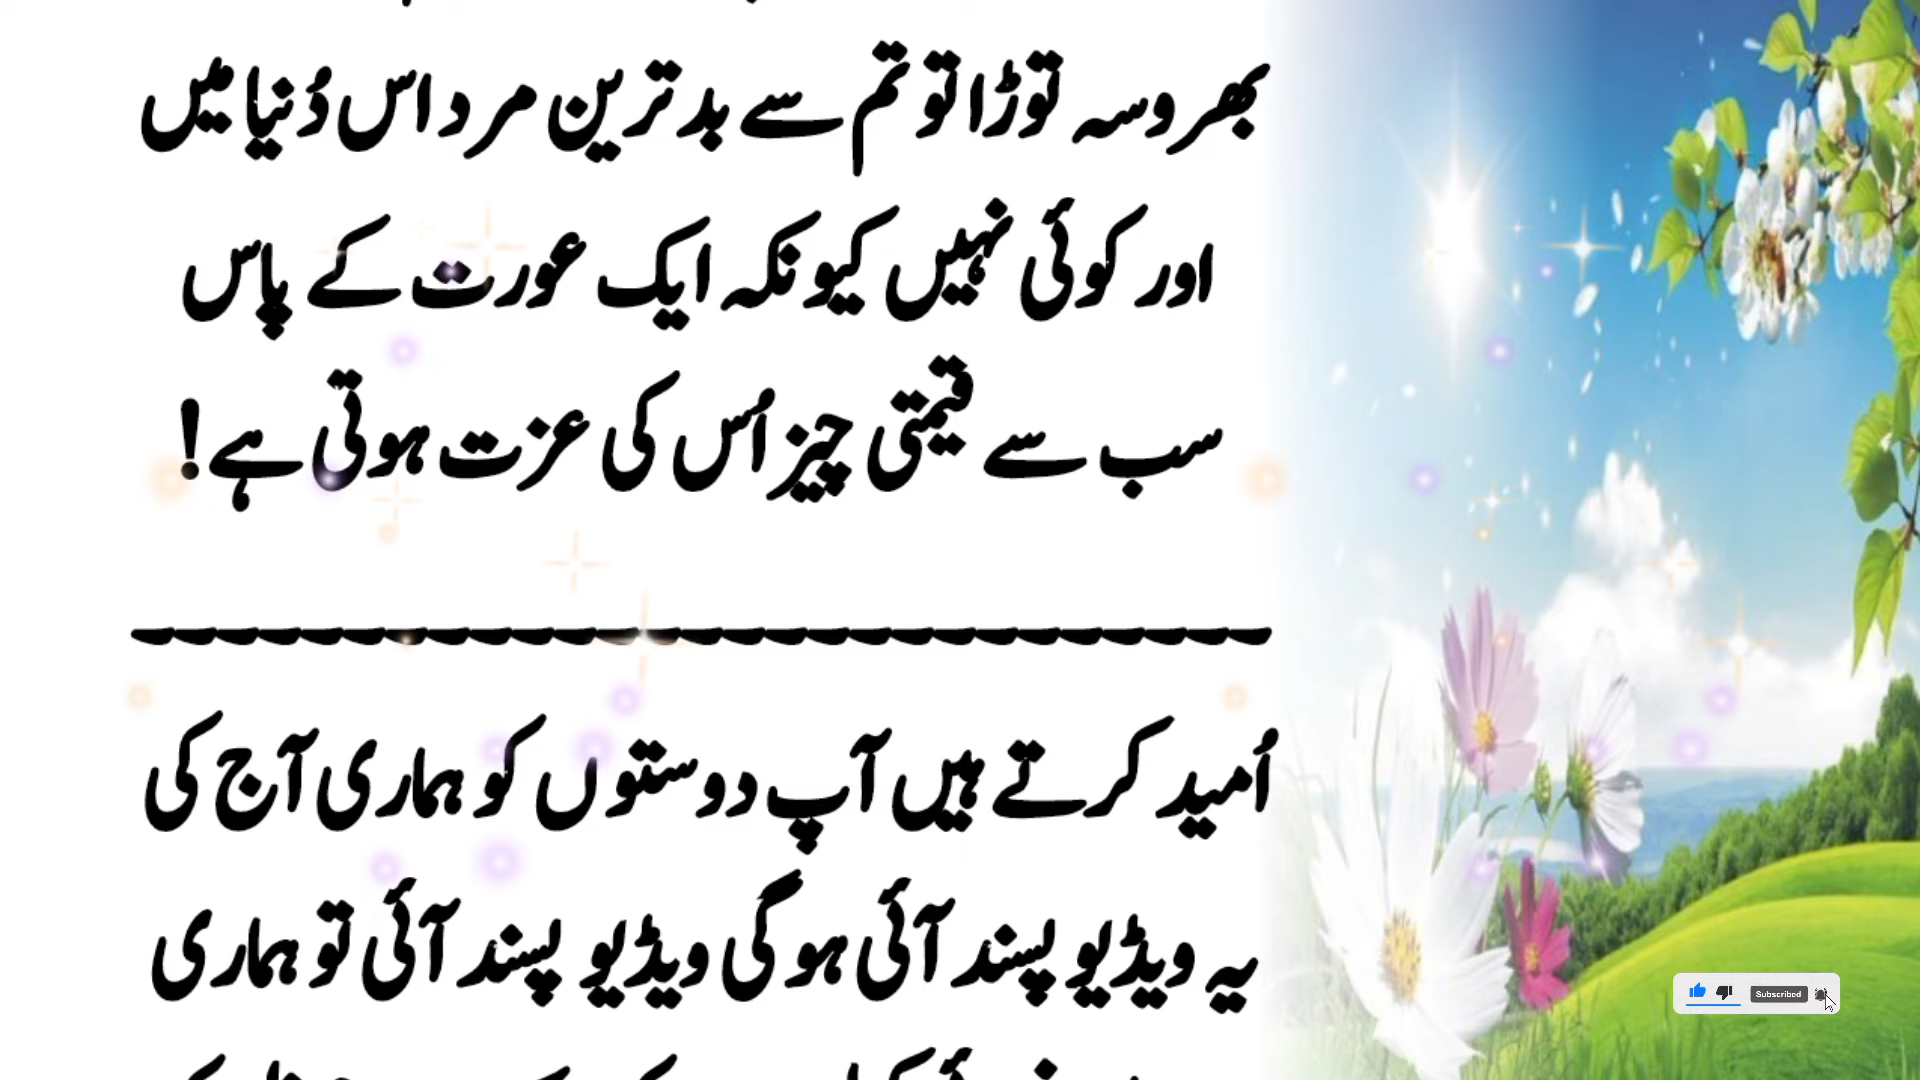 بھروسہ توڑا تو تم سے بدترین مرد اس دُنیا میں
اور کوئی نہیں کیونکہ ایک عورت کے پاس
سب سے قیمتی چیز اُس کی عزت ہوتی ہے!
اُمید کرتے ہیں آپ دوستوں کو ہماری آج کی
یہ ویڈیو پسند آئی ہوگی ویڈیو پسند آئی تو ہماری
Subscribed